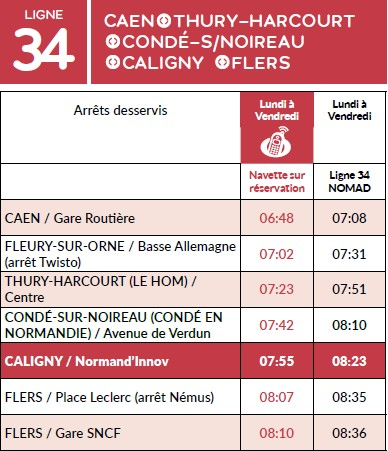 LIGNE
34
CAEN THURY-HARCOURT
CONDÉ-S/NOIREAU
CALIGNY FLERS
Arrêts desservis
Lundi à
Vendredi
Lundi à
Vendredi
Navette sur
réservation
Ligne 34
NOMAD
CAEN / Gare Routière 06:48 07:08
FLEURY-SUR-ORNE / Basse Allemagne
(arrêt Twisto) 07:02 07:31
THURY-HARCOURT (LE HOM) /
Centre 07:23 07:51
CONDÉ-SUR-NOIREAU (CONDÉ EN
NORMANDIE) / Avenue de Verdun 07:42 08:10
CALIGNY / Normand'Innov 07:55 08:23
FLERS / Place Leclerc (arrêt Némus) 08:07 08:35
FLERS / Gare SNCF 08:10 08:36